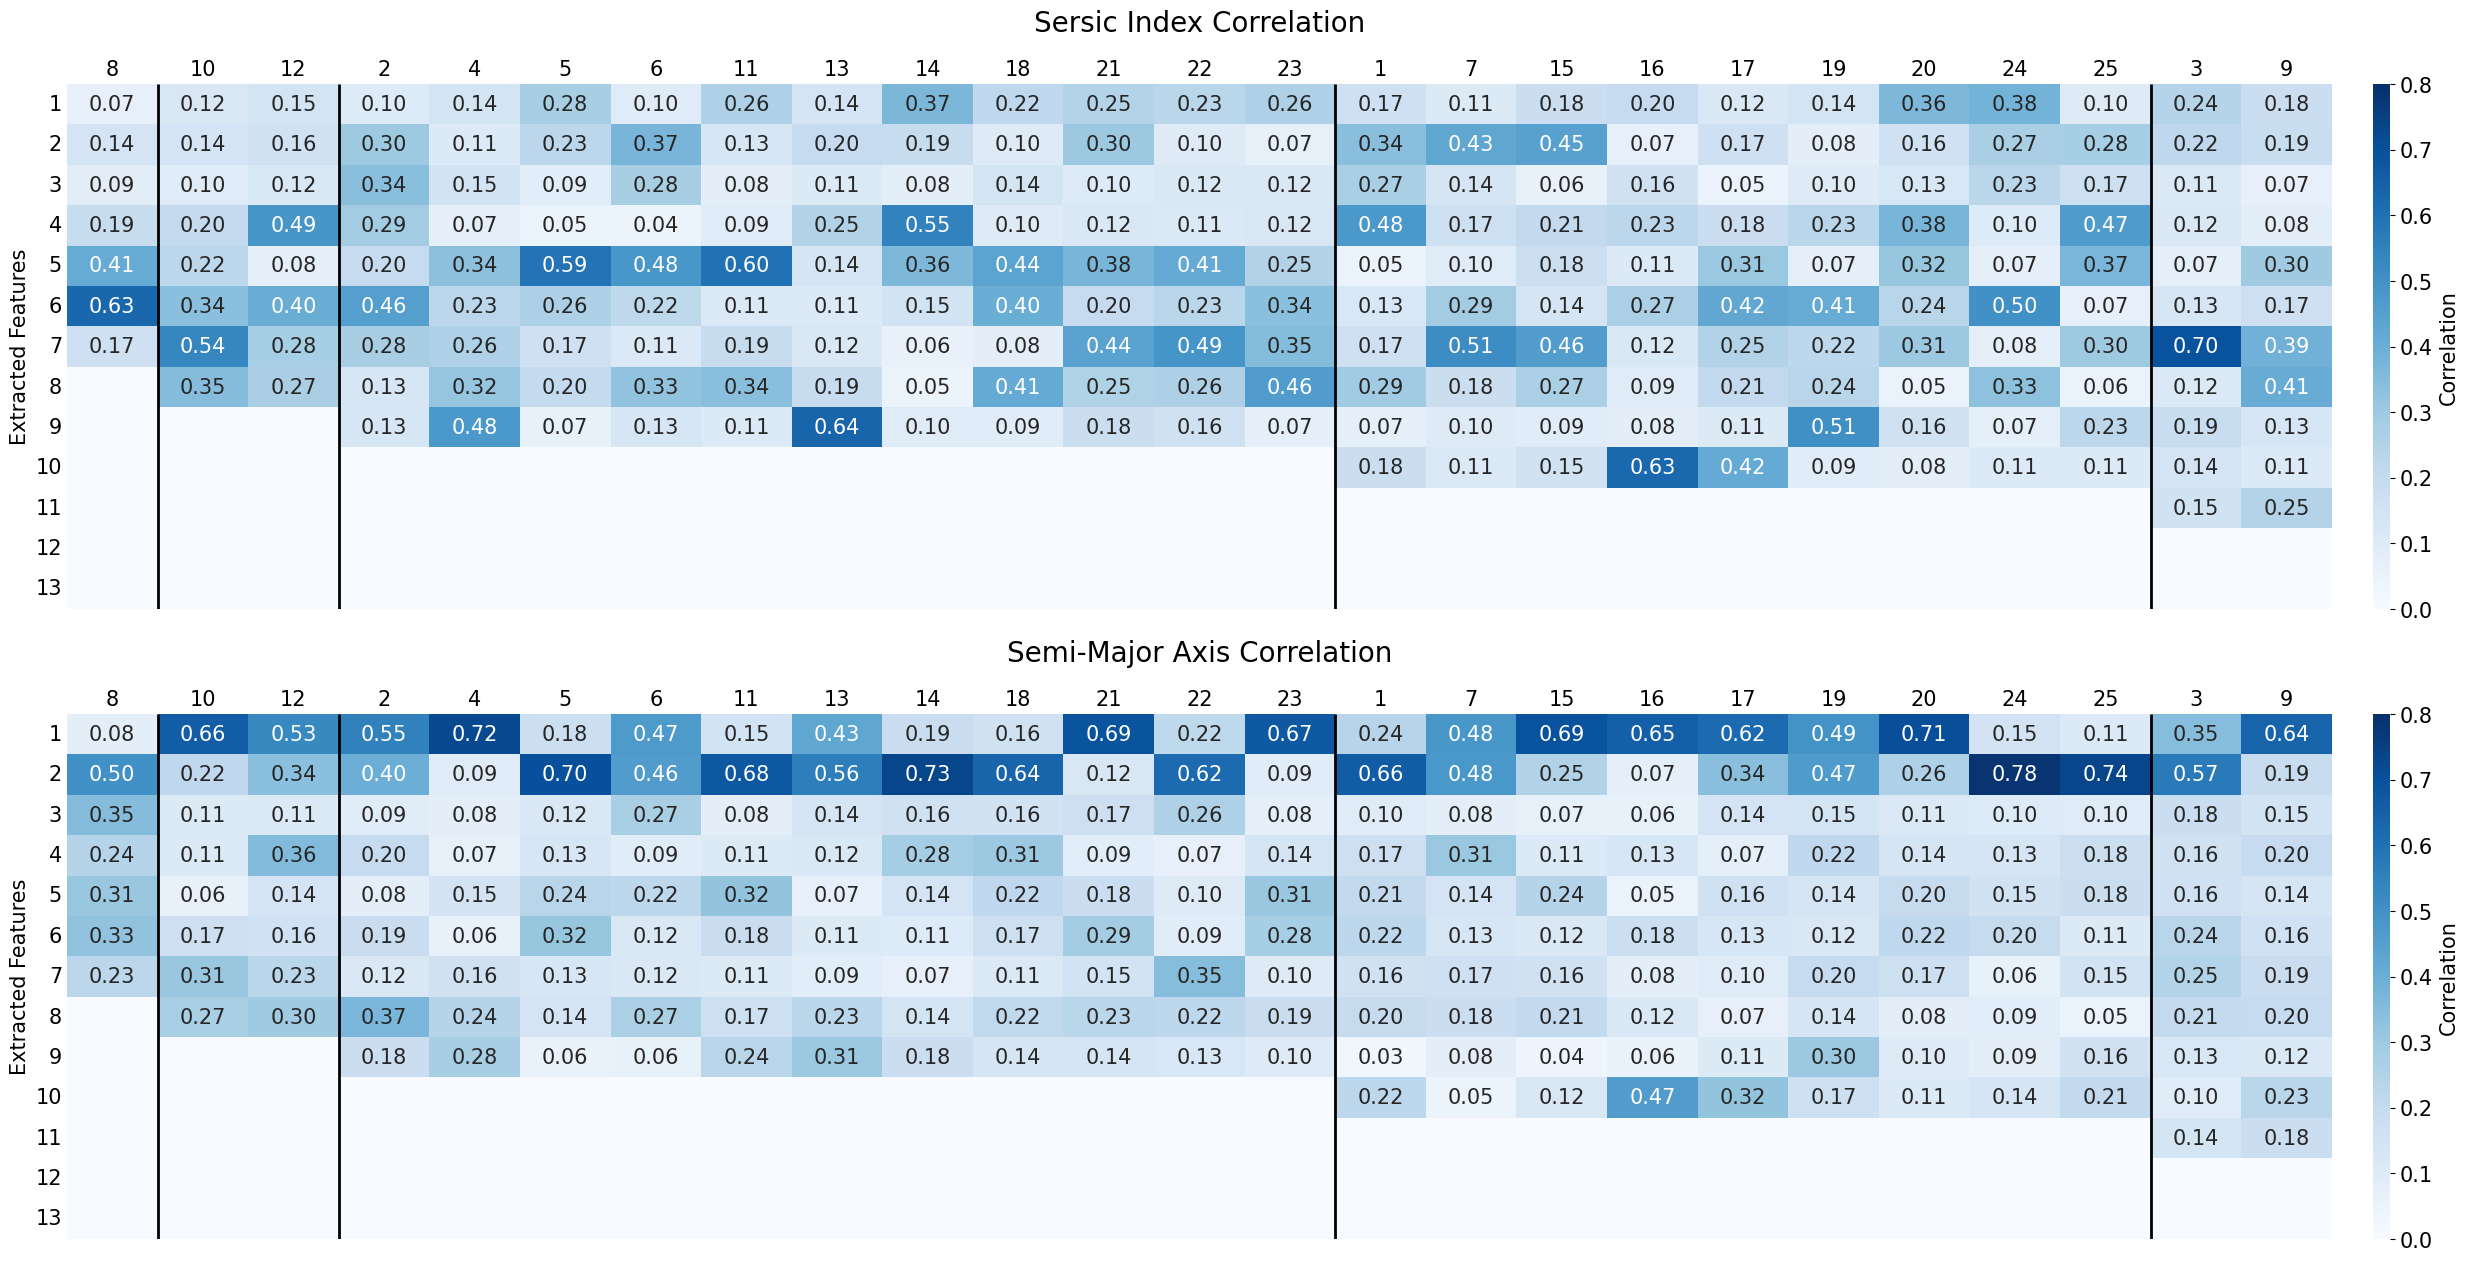 Sersic Index Correlation
8 10 12 2 4 5 6 11 13 14 18 21 22 23 1 7 15 16 17 19 20 24 25 3 9
1 0.07 0.12 0.15 0.10 0.14 0.28 0.10 0.26 0.14 0.37 0.22 0.25 0.23 0.26 0.17 0.11 0.18 0.20 0.12 0.14 0.36 0.38 0.10 0.24 0.18
2 0.14 0.14 0.16 0.30 0.11 0.23 0.37 0.13 0.20 0.19 0.10 0.30 0.10 0.07 0.34 0.43 0.45 0.07 0.17 0.08 0.16 0.27 0.28 0.22 0.19
3 0.09 0.10 0.12 0.34 0.15 0.09 0.28 0.08 0.11 0.08 0.14 0.10 0.12 0.12 0.27 0.14 0.06 0.16 0.05 0.10 0.13 0.23 0.17 0.11 0.07
4 0.19 0.20 0.49 0.29 0.07 0.05 0.04 0.09 0.25 0.55 0.10 0.12 0.11 0.12 0.48 0.17 0.21 0.23 0.18 0.23 0.38 0.10 0.47 0.12 0.08
5 0.41 0.22 0.08 0.20 0.34 0.59 0.48 0.60 0.14 0.36 0.44 0.38 0.41 0.25 0.05 0.10 0.18 0.11 0.31 0.07 0.32 0.07 0.37 0.07 0.30
6 0.63 0.34 0.40 0.46 0.23 0.26 0.22 0.11 0.11 0.15 0.40 0.20 0.23 0.34 0.13 0.29 0.14 0.27 0.42 0.41 0.24 0.50 0.07 0.13 0.17
7 0.17 0.54 0.28 0.28 0.26 0.17 0.11 0.19 0.12 0.06 0.08 0.44 0.49 0.35 0.17 0.51 0.46 0.12 0.25 0.22 0.31 0.08 0.30 0.70 0.39
8 0.35 0.27 0.13 0.32 0.20 0.33 0.34 0.19 0.05 0.41 0.25 0.26 0.46 0.29 0.18 0.27 0.09 0.21 0.24 0.05 0.33 0.06 0.12 0.41
9 0.13 0.48 0.07 0.13 0.11 0.64 0.10 0.09 0.18 0.16 0.07 0.07 0.10 0.09 0.08 0.11 0.51 0.16 0.07 0.23 0.19 0.13
10 0.18 0.11 0.15 0.63 0.42 0.09 0.08 0.11 0.11 0.14 0.11
11 0.15 0.25
12
13
Extracted Features
0.8
0.7
0.6
0.5
0.4
0.3
0.2
0.1
0.0
Correlation
Semi-Major Axis Correlation
8 10 12 2 4 5 6 11 13 14 18 21 22 23 1 7 15 16 17 19 20 24 25 3 9
1 0.08 0.66 0.53 0.55 0.72 0.18 0.47 0.15 0.43 0.19 0.16 0.69 0.22 0.67 0.24 0.48 0.69 0.65 0.62 0.49 0.71 0.15 0.11 0.35 0.64
2 0.50 0.22 0.34 0.40 0.09 0.70 0.46 0.68 0.56 0.73 0.64 0.12 0.62 0.09 0.66 0.48 0.25 0.07 0.34 0.47 0.26 0.78 0.74 0.57 0.19
3 0.35 0.11 0.11 0.09 0.08 0.12 0.27 0.08 0.14 0.16 0.16 0.17 0.26 0.08 0.10 0.08 0.07 0.06 0.14 0.15 0.11 0.10 0.10 0.18 0.15
4 0.24 0.11 0.36 0.20 0.07 0.13 0.09 0.11 0.12 0.28 0.31 0.09 0.07 0.14 0.17 0.31 0.11 0.13 0.07 0.22 0.14 0.13 0.18 0.16 0.20
5 0.31 0.06 0.14 0.08 0.15 0.24 0.22 0.32 0.07 0.14 0.22 0.18 0.10 0.31 0.21 0.14 0.24 0.05 0.16 0.14 0.20 0.15 0.18 0.16 0.14
6 0.33 0.17 0.16 0.19 0.06 0.32 0.12 0.18 0.11 0.11 0.17 0.29 0.09 0.28 0.22 0.13 0.12 0.18 0.13 0.12 0.22 0.20 0.11 0.24 0.16
7 0.23 0.31 0.23 0.12 0.16 0.13 0.12 0.11 0.09 0.07 0.11 0.15 0.35 0.10 0.16 0.17 0.16 0.08 0.10 0.20 0.17 0.06 0.15 0.25 0.19
8 0.27 0.30 0.37 0.24 0.14 0.27 0.17 0.23 0.14 0.22 0.23 0.22 0.19 0.20 0.18 0.21 0.12 0.07 0.14 0.08 0.09 0.05 0.21 0.20
9 0.18 0.28 0.06 0.06 0.24 0.31 0.18 0.14 0.14 0.13 0.10 0.03 0.08 0.04 0.06 0.11 0.30 0.10 0.09 0.16 0.13 0.12
10 0.22 0.05 0.12 0.47 0.32 0.17 0.11 0.14 0.21 0.10 0.23
11 0.14 0.18
12
13
Extracted Features
0.8
0.7
0.6
0.5
0.4
0.3
0.2
0.1
0.0
Correlation